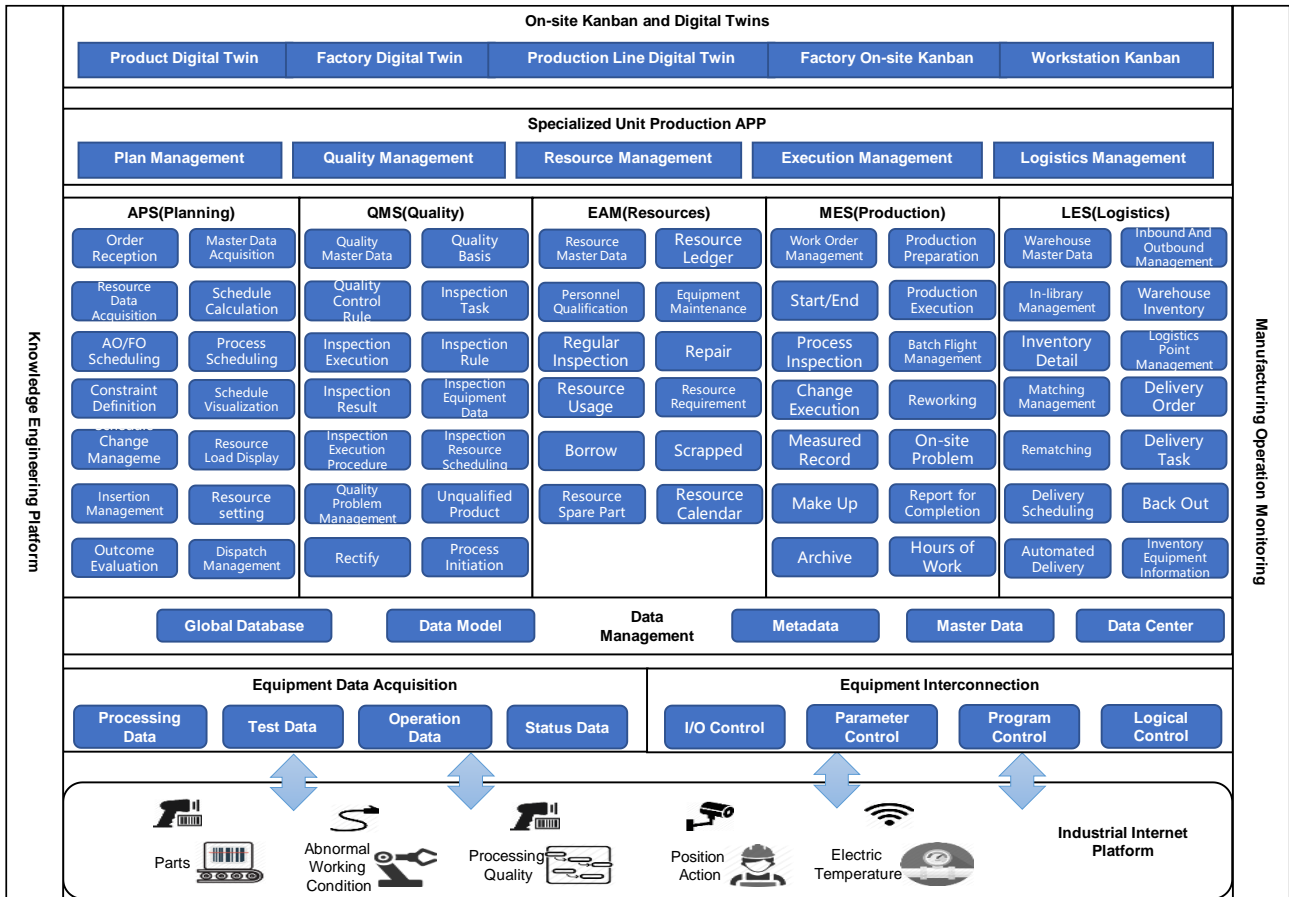 On-site Kanban and Digital Twins
Product Digital Twin
Factory Digital Twin
Production Line Digital Twin
Factory On-site Kanban
Workstation Kanban
Specialized Unit Production APP
Plan Management
Quality Management
Resource Management
Execution Management
Logistics Management
Knowledge Engineering Platform
APS(Planning)
Order
Reception
Master Data
Acquisition
Resource
Data
Acquisition
Schedule
Calculation
AO/FO
Scheduling
Process
Scheduling
Constraint
Definition
Schedule
Visualization
Change
Manageme
Resource
Load Display
Insertion
Management
Resource
setting
Outcome
Evaluation
Dispatch
Management
QMS(Quality)
Quality
Master Data
Quality
Basis
Quality
Control
Rule
Inspection
Task
Inspection
Execution
Inspection
Rule
Inspection
Result
Inspection
Equipment
Data
Inspection
Execution
Procedure
Inspection
Resource
Scheduling
Quality
Problem
Management
Unqualified
Product
Rectify
Process
Initiation
EAM(Resources)
Resource
Master Data
Resource
Ledger
Personnel
Qualification
Equipment
Maintenance
Regular
Inspection
Repair
Resource
Usage
Resource
Requirement
Borrow
Scrapped
Resource
Spare Part
Resource
Calendar
MES(Production)
Work Order
Management
Production
Preparation
Start/End
Production
Execution
Process
Inspection
Batch Flight
Management
Change
Execution
Reworking
Measured
Record
On-site
Problem
Make Up
Report for
Completion
Archive
Hours of
Work
LES(Logistics)
Warehouse
Master Data
Inbound And
Outbound
Management
In-library
Management
Warehouse
Inventory
Inventory
Detail
Logistics
Point
Management
Matching
Management
Delivery
Order
Rematching
Delivery
Task
Delivery
Scheduling
Back Out
Automated
Delivery
Inventory
Equipment
Information
Manufacturing Operation Monitoring
Global Database
Data Model
Data
Management
Metadata
Master Data
Data Center
Equipment Data Acquisition
Processing
Data
Test Data
Operation
Data
Status Data
Equipment Interconnection
I/O Control
Parameter
Control
Program
Control
Logical
Control
Parts
Abnormal
Working
Condition
Processing
Quality
Position
Action
Electric
Temperature
Industrial Internet
Platform